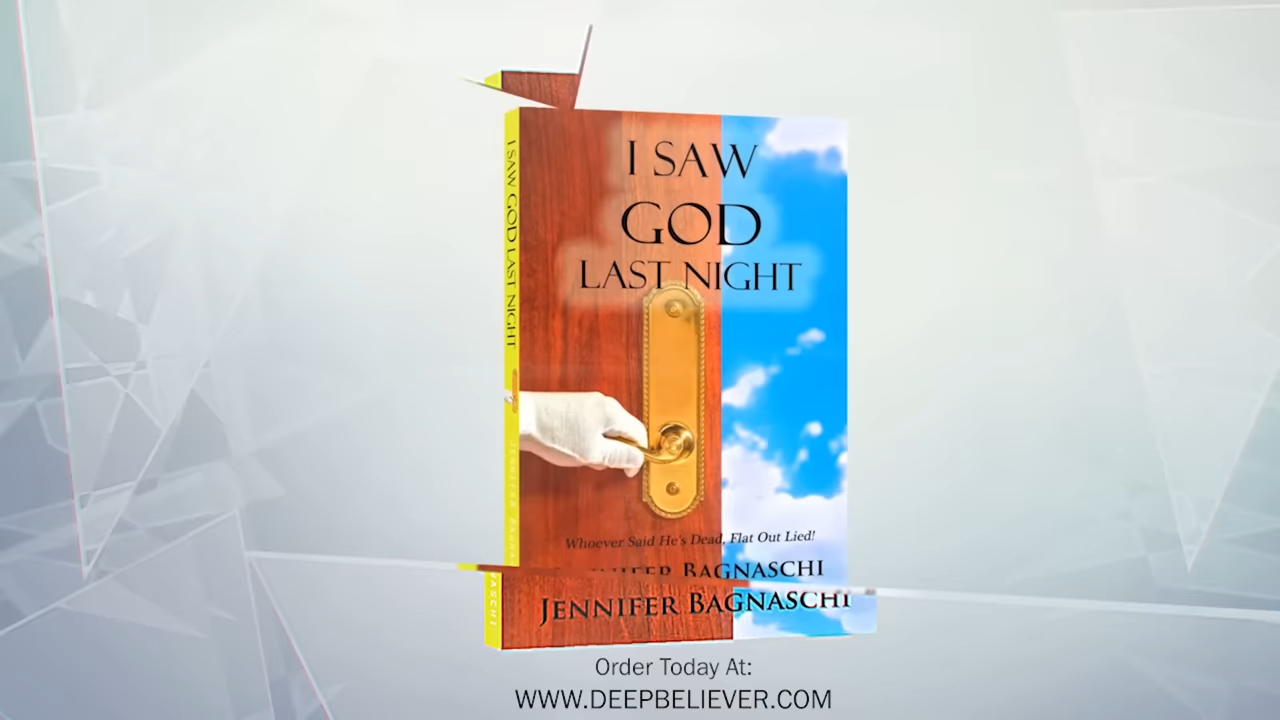 I SAW
GOD
LAST NIGHT
I SAW GOD LAST NIGHT
Whoever Said He's Dead, Flat Out Lied!
BAGNASCHI
JENNIFER BAGNASCHI
Order Today At:
WWW.DEEPBELIEVER.COM